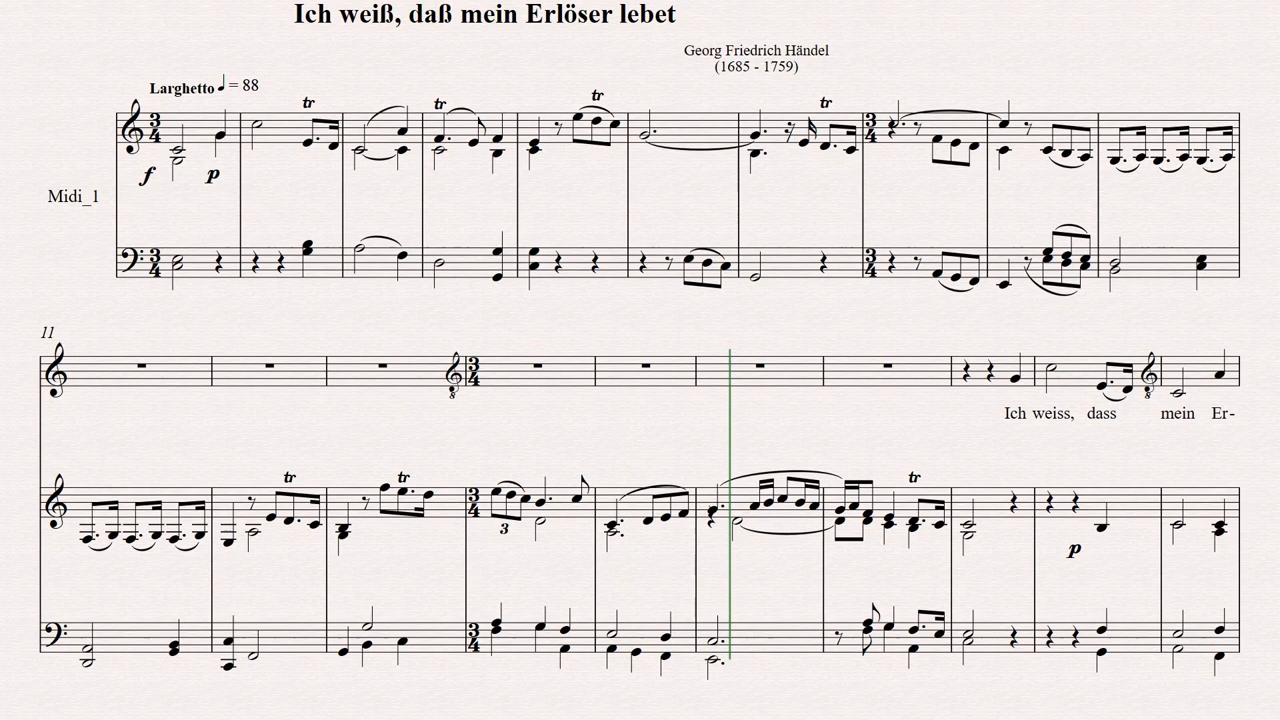 Ich weiß, daß mein Erlöser lebet
Georg Friedrich Händel
(1685 - 1759)
Larghetto ♩ = 88
tr tr tr tr
f p
Midi_1
11
Ich weiss, dass mein Er-
tr tr tr
3
p